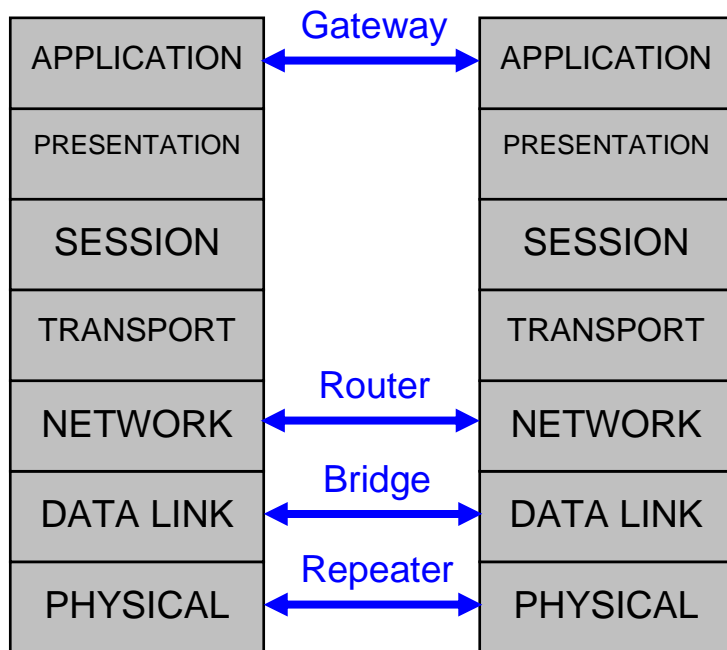 Gateway
APPLICATION APPLICATION
PRESENTATION PRESENTATION
SESSION SESSION
TRANSPORT TRANSPORT
Router
NETWORK NETWORK
Bridge
DATA LINK DATA LINK
Repeater
PHYSICAL PHYSICAL